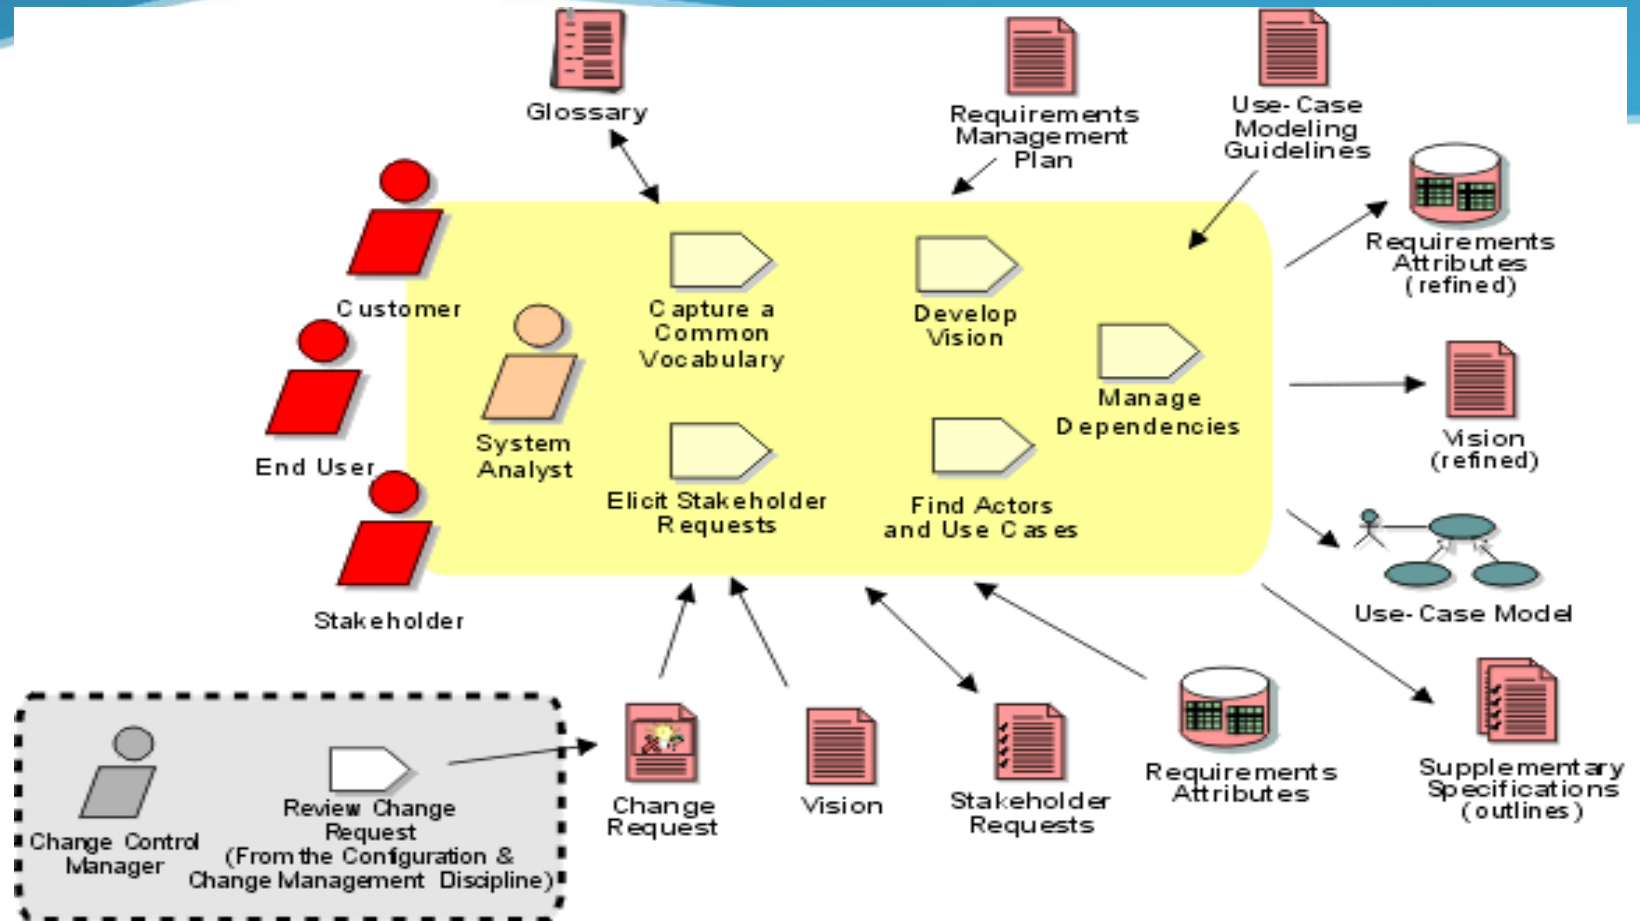 Glossary
Requirements
Management
Plan
Use-Case
Modeling
Guidelines
Requirements
Attributes
(refined)
Customer
Capture a
Common
Vocabulary
Develop
Vision
Manage
Dependencies
Vision
(refined)
End User
System
Analyst
Elicit Stakeholder
Requests
Find Actors
and Use Cases
Use-Case Model
Stakeholder
Change Control
Manager
Review Change
Request
(From the Configuration &
Change Management Discipline)
Change
Request
Vision
Stakeholder
Requests
Requirements
Attributes
Supplementary
Specifications
(outlines)